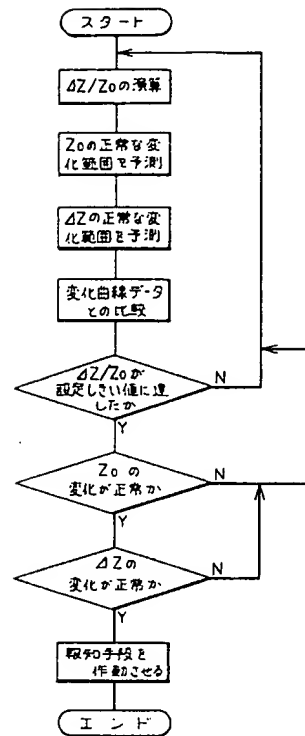 スタート
ΔZ/Zoの演算
Zoの正常な変
化範囲を予測
ΔZの正常な変
化範囲を予測
変化曲線データ
との比較
ΔZ/Zoが
設定しきい値に達
したか
N
Y
Zoの
変化が正常か
N
Y
ΔZの
変化が正常か
N
Y
報知手段を
作動させる
エンド